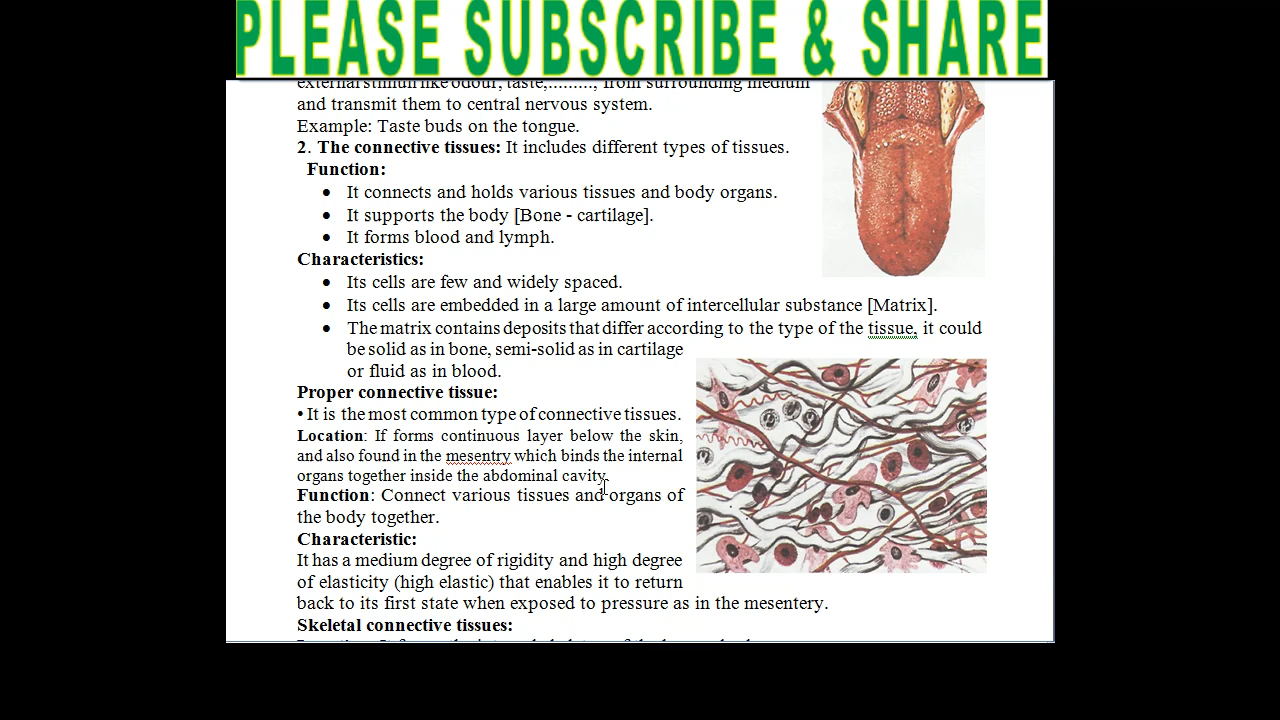 PLEASE SUBSCRIBE & SHARE
external stimuli like odour, taste,........., from surrounding medium
and transmit them to central nervous system.
Example: Taste buds on the tongue.
2. The connective tissues: It includes different types of tissues.
Function:
• It connects and holds various tissues and body organs.
• It supports the body [Bone - cartilage].
• It forms blood and lymph.
Characteristics:
• Its cells are few and widely spaced.
• Its cells are embedded in a large amount of intercellular substance [Matrix].
• The matrix contains deposits that differ according to the type of the tissue, it could
be solid as in bone, semi-solid as in cartilage
or fluid as in blood.
Proper connective tissue:
• It is the most common type of connective tissues.
Location: If forms continuous layer below the skin,
and also found in the mesentry which binds the internal
organs together inside the abdominal cavity.
Function: Connect various tissues and organs of
the body together.
Characteristic:
It has a medium degree of rigidity and high degree
of elasticity (high elastic) that enables it to return
back to its first state when exposed to pressure as in the mesentery.
Skeletal connective tissues: